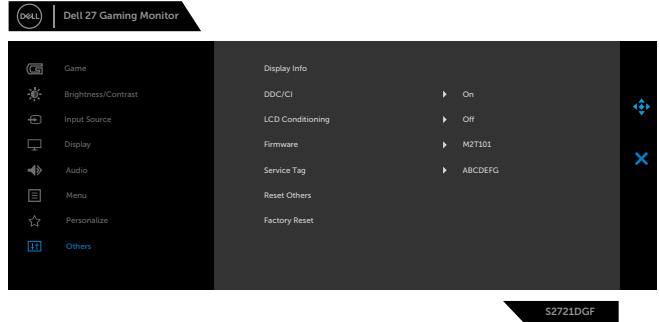 DELL Dell 27 Gaming Monitor
Game Display Info
Brightness/Contrast DDC/CI On
Input Source LCD Conditioning Off
Display Firmware M2T101
Audio Service Tag ABCDEFG
Menu Reset Others
Personalize Factory Reset
Others
S2721DGF